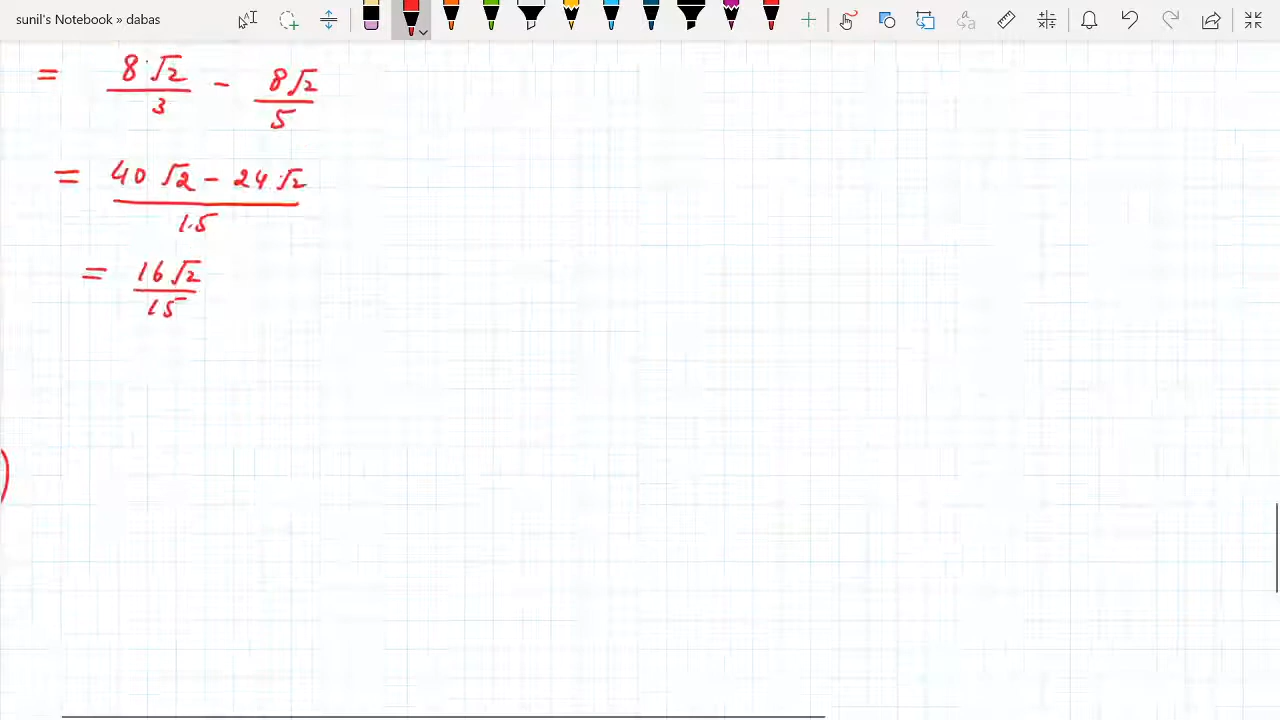 sunil's Notebook » dabas
= 8·√2/3 - 8√2/5
= 40√2 - 24√2/15
= 16√2/15
)